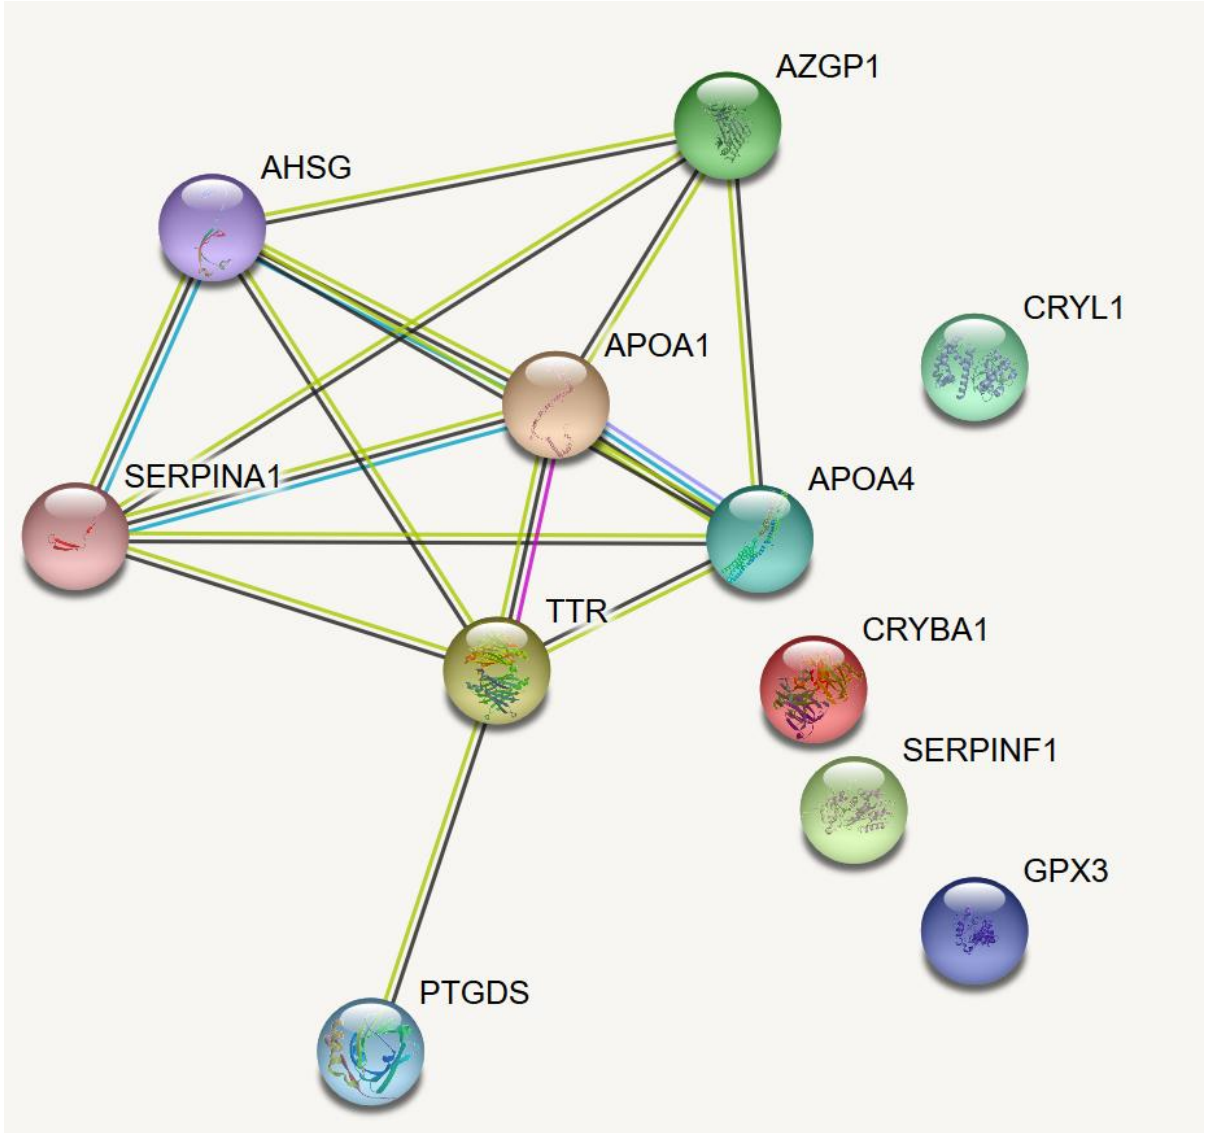 AZGP1
AHSG
CRYL1
APOA1
SERPINA1
APOA4
TTR
CRYBA1
SERPINF1
GPX3
PTGDS